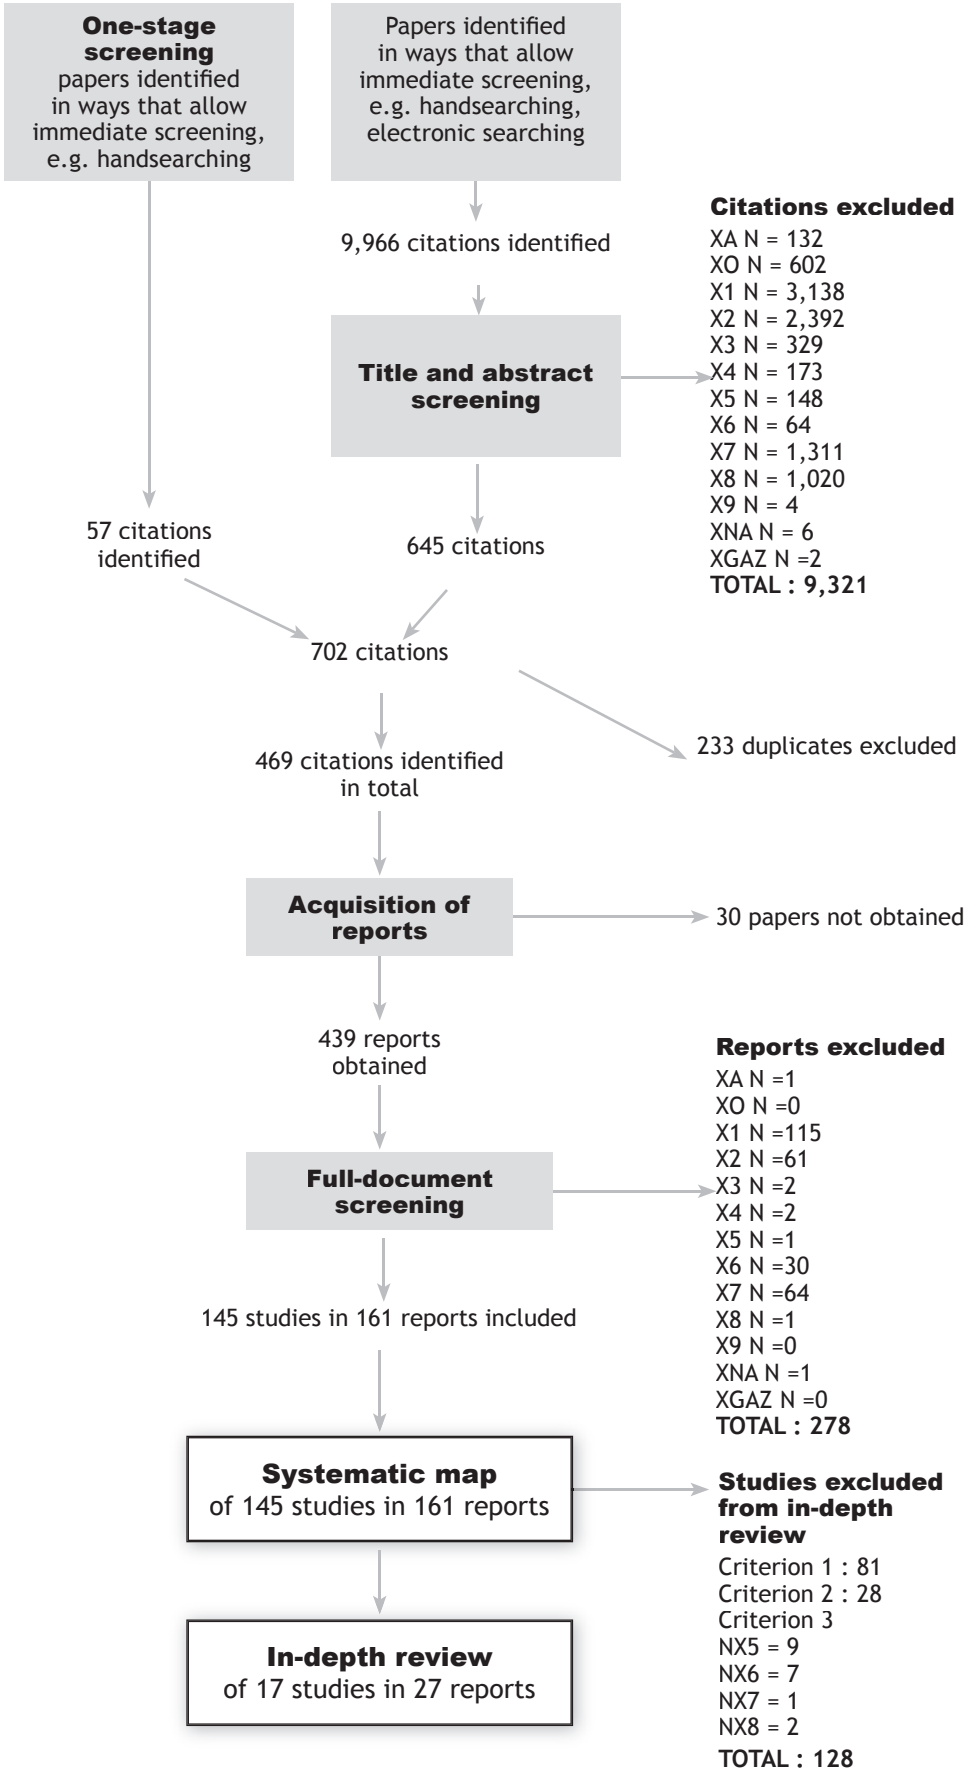 One-stage
screening
papers identified
in ways that allow
immediate screening,
e.g. handsearching
Papers identified
in ways that allow
immediate screening,
e.g. handsearching,
electronic searching
9,966 citations identified
Title and abstract
screening
Citations excluded
XA N = 132
XO N = 602
X1 N = 3,138
X2 N = 2,392
X3 N = 329
X4 N = 173
X5 N = 148
X6 N = 64
X7 N = 1,311
X8 N = 1,020
X9 N = 4
XNA N = 6
XGAZ N =2
TOTAL : 9,321
57 citations
identified
645 citations
702 citations
233 duplicates excluded
469 citations identified
in total
Acquisition of
reports
30 papers not obtained
439 reports
obtained
Full-document
screening
Reports excluded
XA N =1
XO N =0
X1 N =115
X2 N =61
X3 N =2
X4 N =2
X5 N =1
X6 N =30
X7 N =64
X8 N =1
X9 N =0
XNA N =1
XGAZ N =0
TOTAL : 278
145 studies in 161 reports included
Systematic map
of 145 studies in 161 reports
Studies excluded
from in-depth
review
Criterion 1 : 81
Criterion 2 : 28
Criterion 3
NX5 = 9
NX6 = 7
NX7 = 1
NX8 = 2
TOTAL : 128
In-depth review
of 17 studies in 27 reports